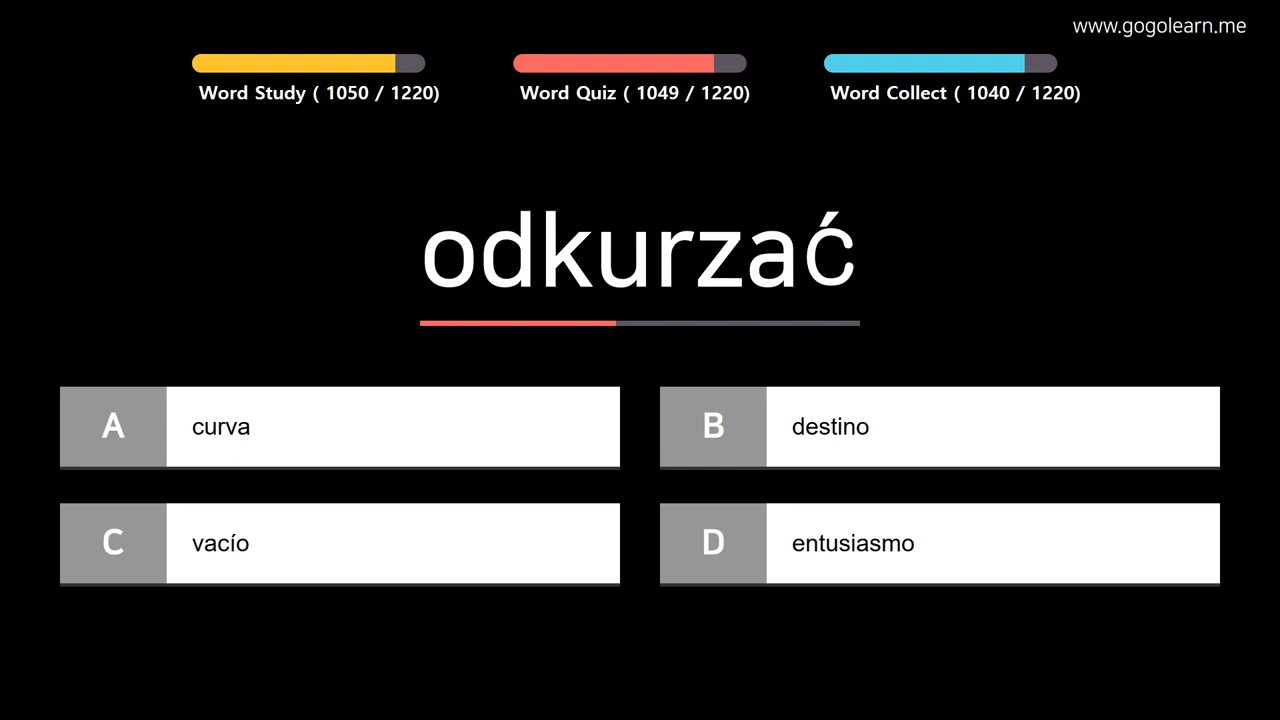 www.gogolearn.me
Word Study ( 1050 / 1220)
Word Quiz ( 1049 / 1220)
Word Collect ( 1040 / 1220)
odkurzać
A curva
B destino
C vacío
D entusiasmo